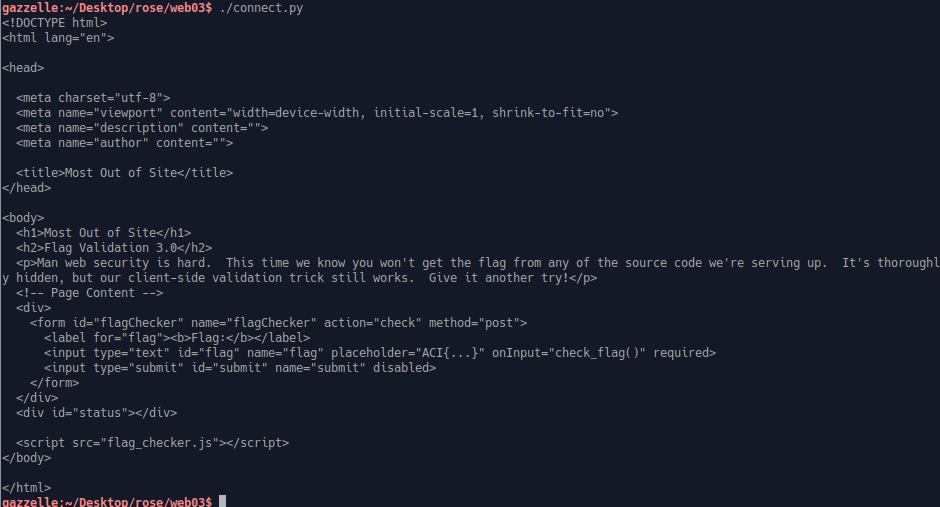 gazzelle:~/Desktop/rose/web03$ ./connect.py
<!DOCTYPE html>
<html lang="en">
<head>
  <meta charset="utf-8">
  <meta name="viewport" content="width=device-width, initial-scale=1, shrink-to-fit=no">
  <meta name="description" content="">
  <meta name="author" content="">
  <title>Most Out of Site</title>
</head>
<body>
  <h1>Most Out of Site</h1>
  <h2>Flag Validation 3.0</h2>
  <p>Man web security is hard.  This time we know you won't get the flag from any of the source code we're serving up.  It's thoroughl
y hidden, but our client-side validation trick still works.  Give it another try!</p>
  <!-- Page Content -->
  <div>
    <form id="flagChecker" name="flagChecker" action="check" method="post">
      <label for="flag"><b>Flag:</b></label>
      <input type="text" id="flag" name="flag" placeholder="ACI{...}" onInput="check_flag()" required>
      <input type="submit" id="submit" name="submit" disabled>
    </form>
  </div>
  <div id="status"></div>
  <script src="flag_checker.js"></script>
</body>
</html>
gazzelle:~/Desktop/rose/web03$